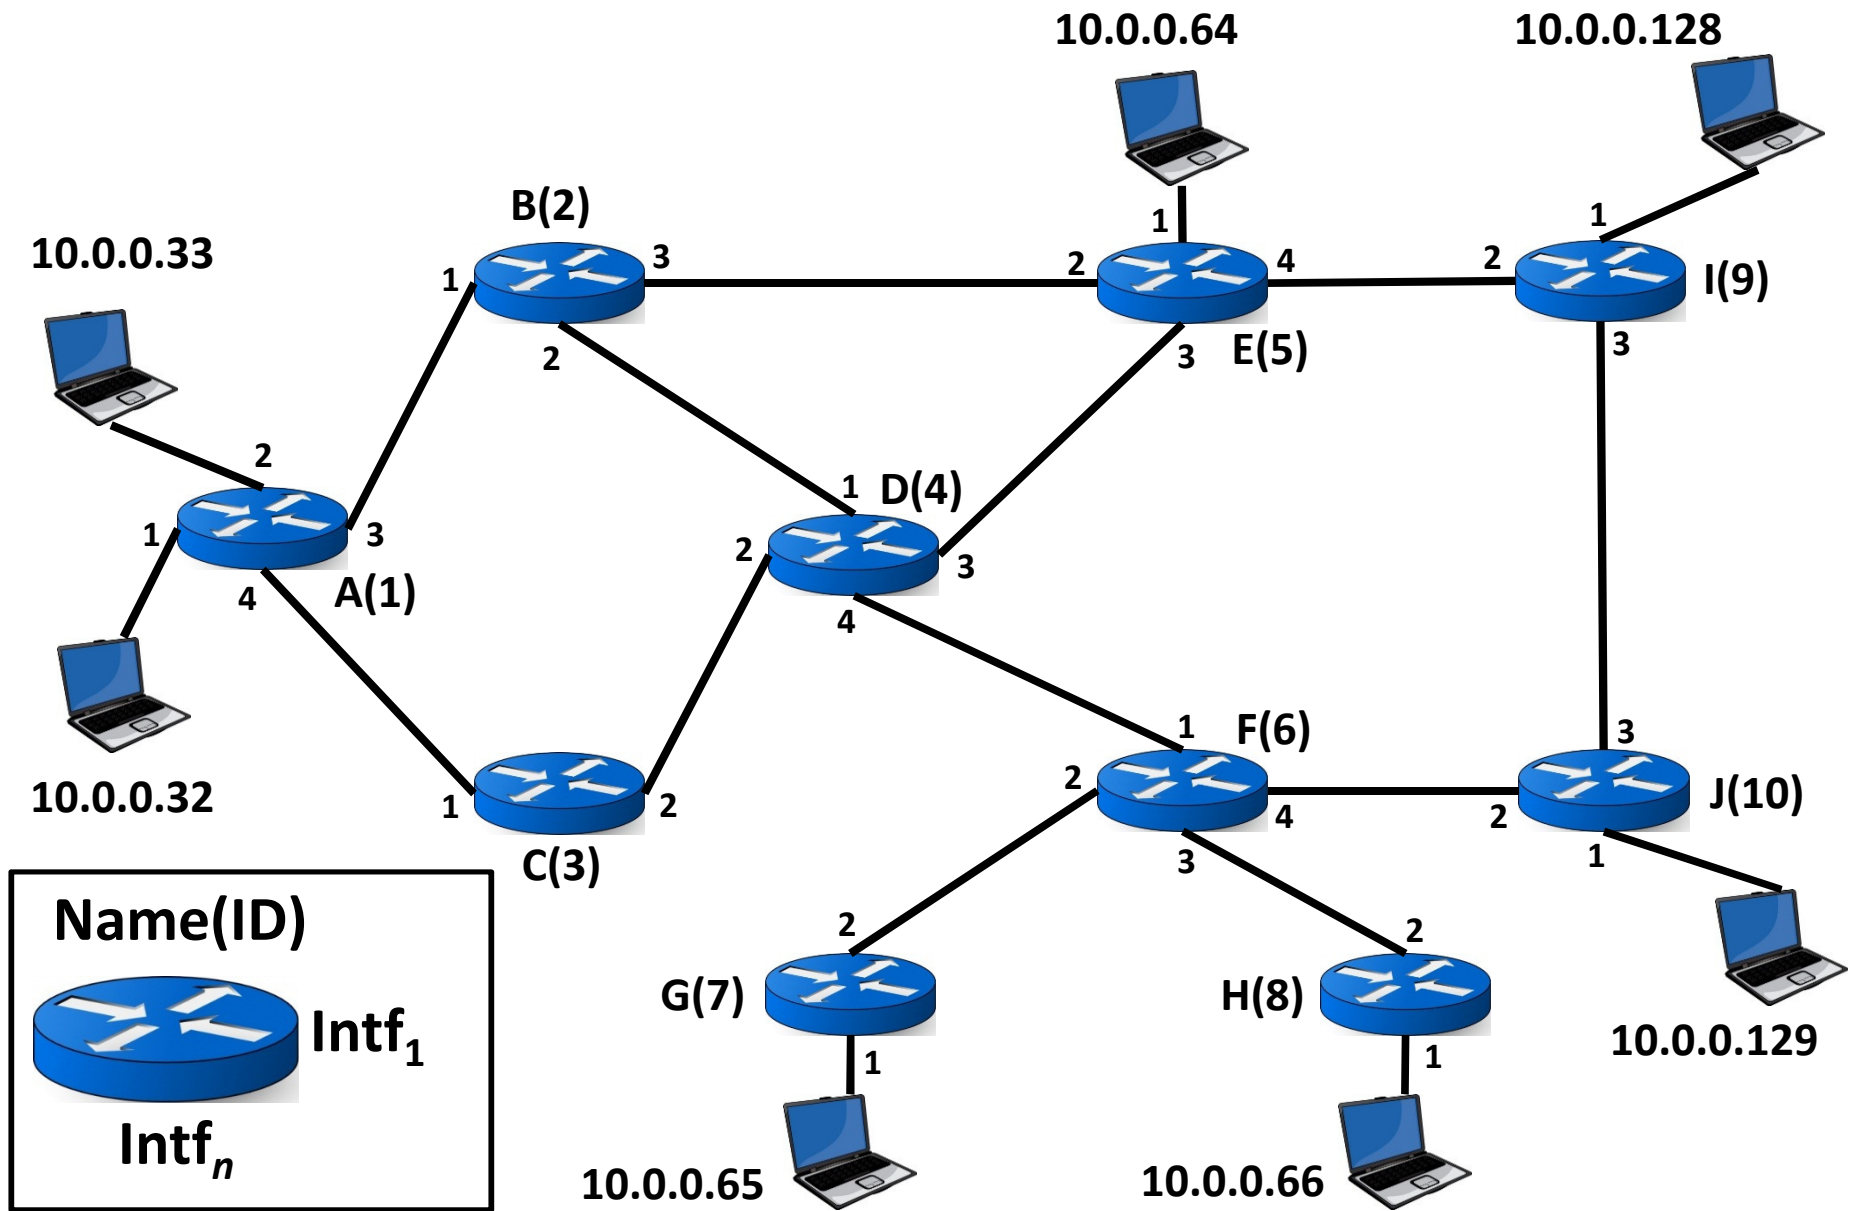 10.0.0.64
10.0.0.128
B(2)
10.0.0.33
1
1
3
2
4
2
1
I(9)
2
3
E(5)
3
2
1
D(4)
1
3
2
3
4
A(1)
4
1
F(6)
3
10.0.0.32
1
2
2
4
2
J(10)
C(3)
3
1
Name(ID)
2
2
G(7)
H(8)
Intf1
1
1
10.0.0.129
Intfn
10.0.0.65
10.0.0.66